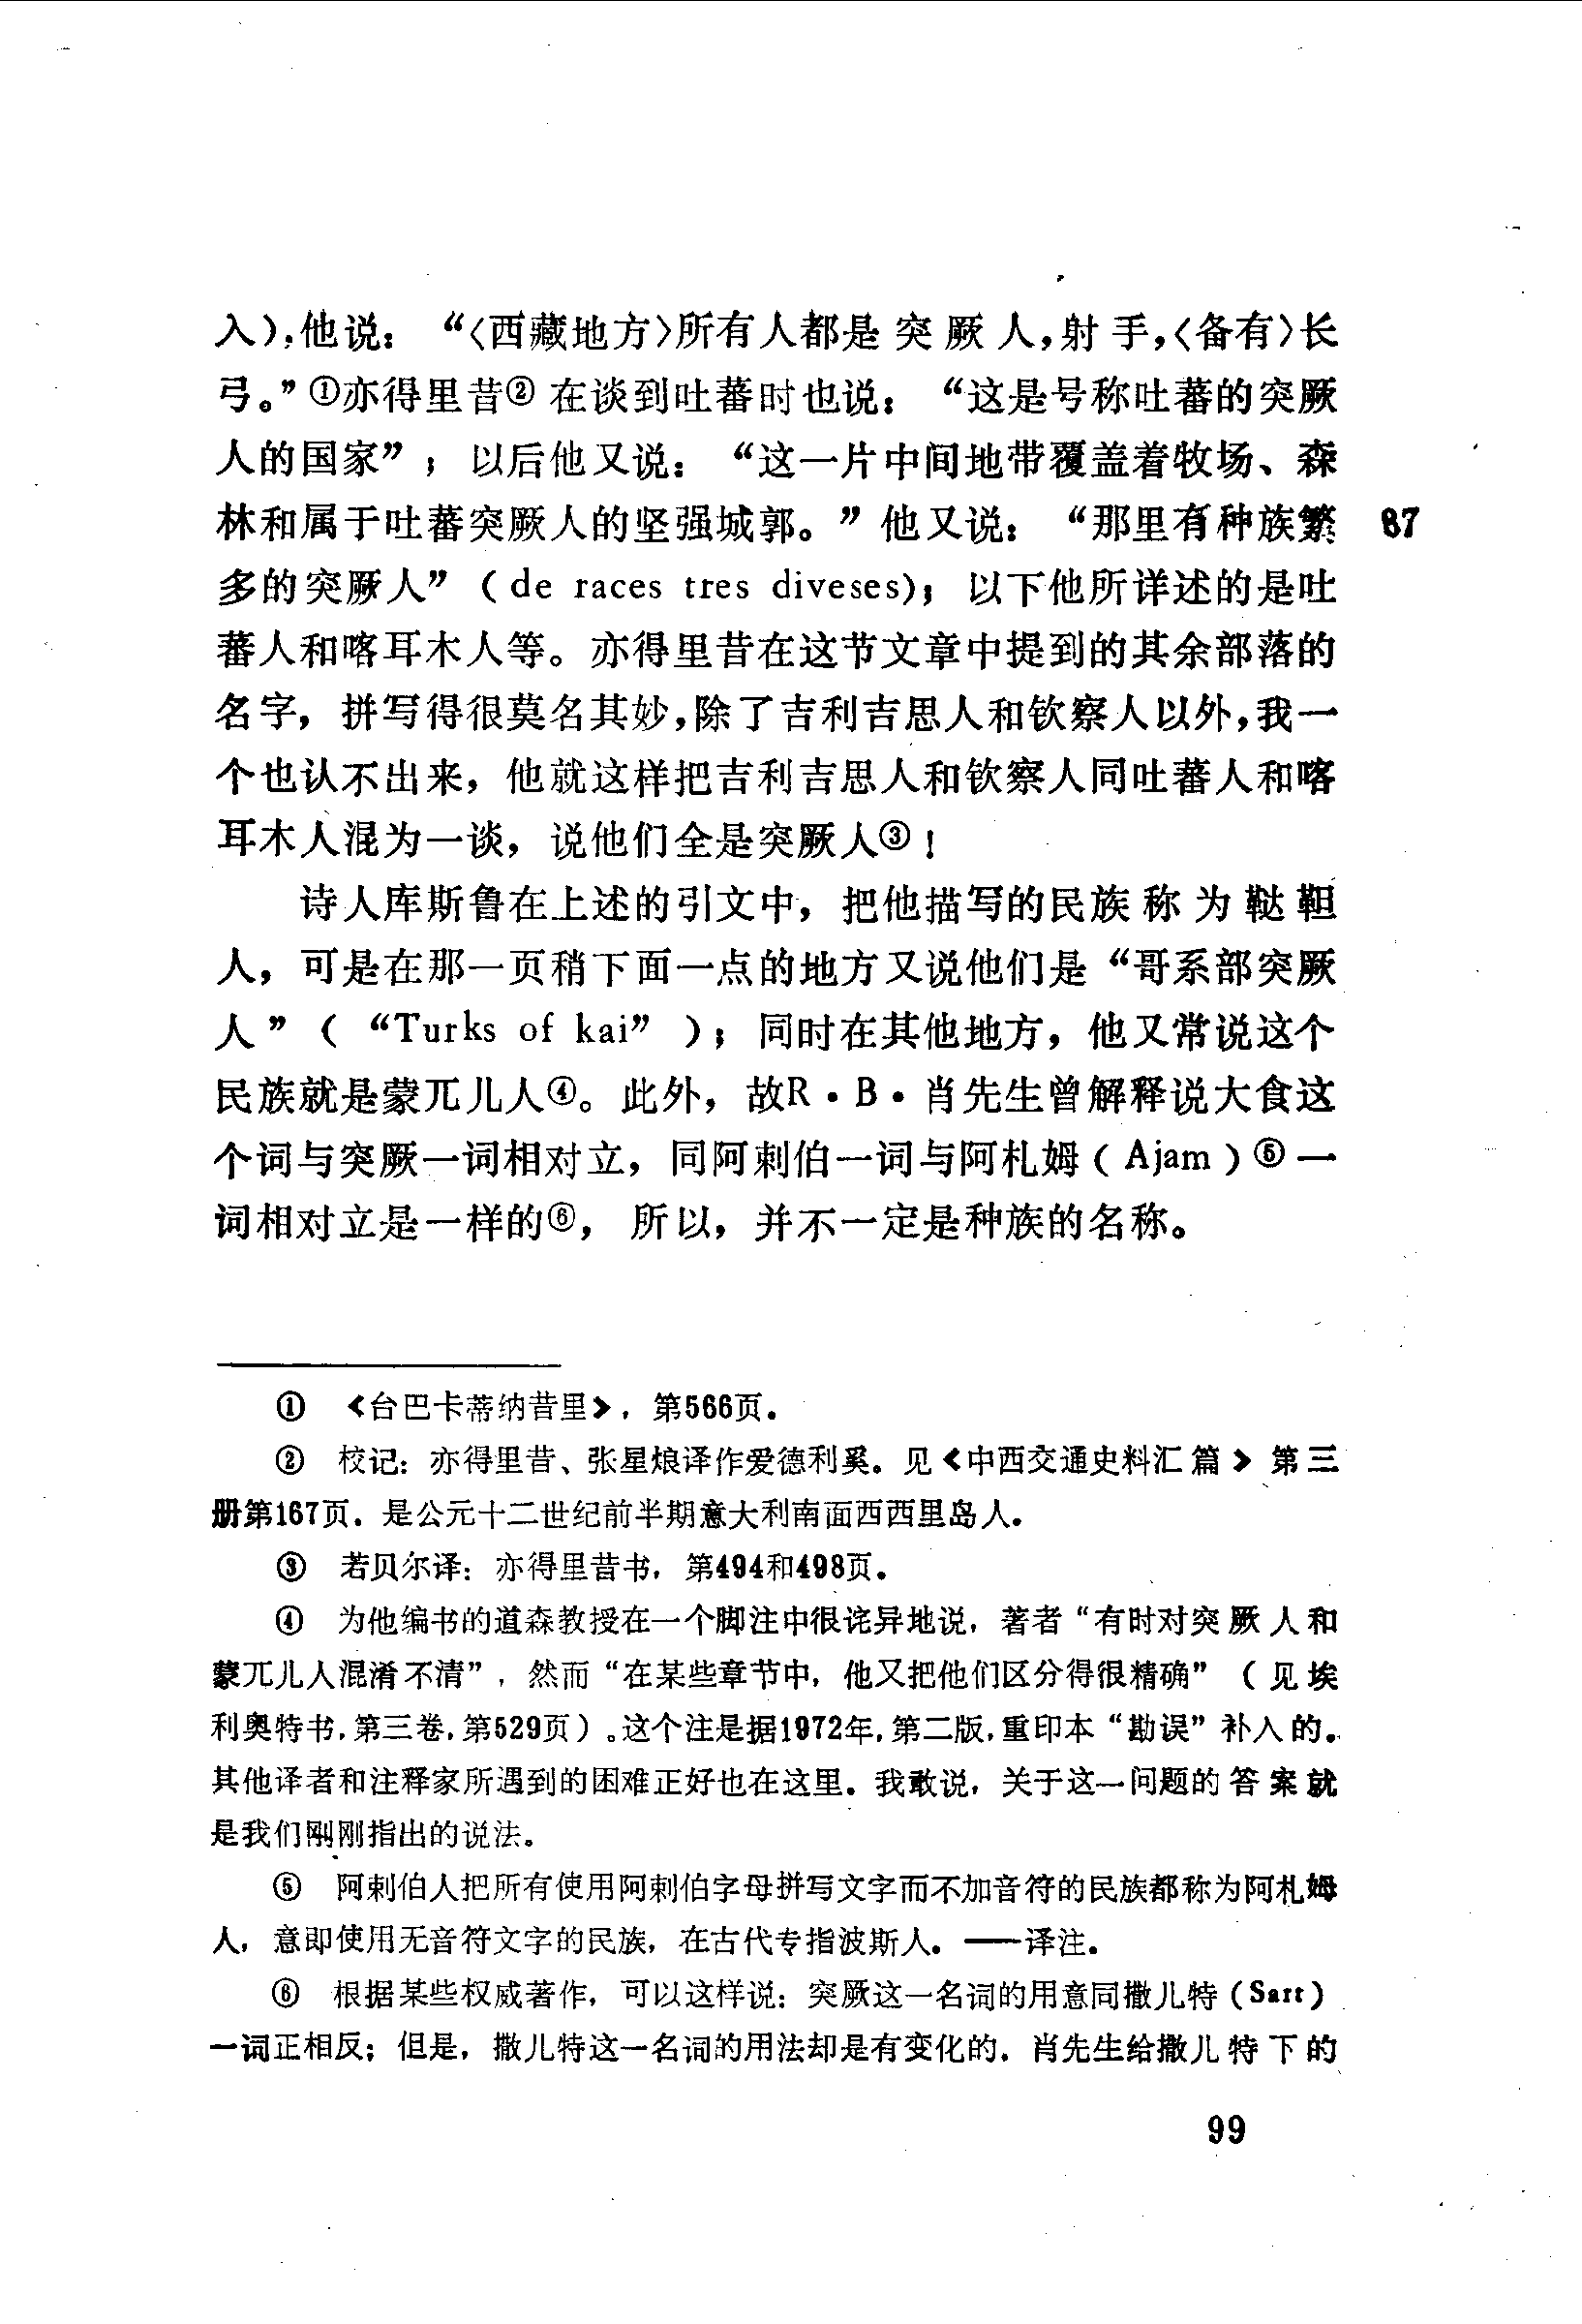 入),他说：“〈西藏地方〉所有人都是突厥人,射手,〈备有〉长
弓。”①亦得里昔②在谈到吐蕃时也说：“这是号称吐蕃的突厥
人的国家”；以后他又说：“这一片中间地带覆盖着牧场、森
林和属于吐蕃突厥人的坚强城郭。”他又说：“那里有种族繁 87
多的突厥人”（de races tres diveses)；以下他所详述的是吐
蕃人和喀耳木人等。亦得里昔在这节文章中提到的其余部落的
名字，拼写得很莫名其妙,除了吉利吉思人和钦察人以外,我一
个也认不出来，他就这样把吉利吉思人和钦察人同吐蕃人和喀
耳木人混为一谈，说他们全是突厥人③！
诗人库斯鲁在上述的引文中，把他描写的民族称为鞑靼
人，可是在那一页稍下面一点的地方又说他们是“哥系部突厥
人”（“Turks of kai”）；同时在其他地方，他又常说这个
民族就是蒙兀儿人④。此外，故R·B·肖先生曾解释说大食这
个词与突厥一词相对立，同阿剌伯一词与阿札姆（Ajam）⑤一
词相对立是一样的⑥，所以，并不一定是种族的名称。
① 《台巴卡蒂纳昔里》，第566页。
② 校记：亦得里昔、张星烺译作爱德利奚。见《中西交通史料汇篇》第三
册第167页．是公元十二世纪前半期意大利南面西西里岛人。
③ 若贝尔译：亦得里昔书，第494和498页。
④ 为他编书的道森教授在一个脚注中很诧异地说，著者“有时对突厥人和
蒙兀儿人混淆不清”，然而“在某些章节中，他又把他们区分得很精确”（见埃
利奥特书,第三卷,第529页）。这个注是据1972年,第二版,重印本“勘误”补入的。
其他译者和注释家所遇到的困难正好也在这里。我敢说，关于这一问题的答案就
是我们刚刚指出的说法。
⑤ 阿剌伯人把所有使用阿剌伯字母拼写文字而不加音符的民族都称为阿札姆
人，意即使用无音符文字的民族，在古代专指波斯人。——译注。
⑥ 根据某些权威著作，可以这样说：突厥这一名词的用意同撒儿特（Sart）
一词正相反；但是，撒儿特这一名词的用法却是有变化的．肖先生给撒儿特下的
99